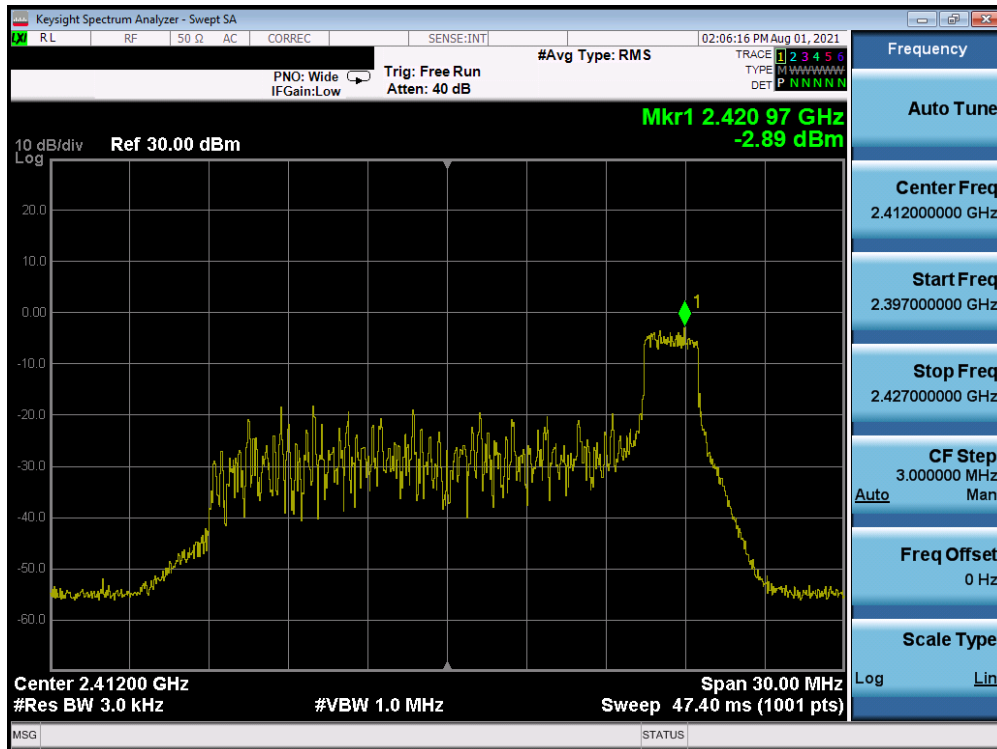 Keysight Spectrum Analyzer - Swept SA
LXI RL RF 50 Ω AC CORREC SENSE:INT 02:06:16 PM Aug 01, 2021
#Avg Type: RMS
TRACE 1 2 3 4 5 6
TYPE M W W W W W
DET P N N N N N
PNO: Wide
IFGain:Low
Trig: Free Run
Atten: 40 dB
Mkr1 2.420 97 GHz
-2.89 dBm
10 dB/div Ref 30.00 dBm
Log
20.0
10.0
0.00
-10.0
-20.0
-30.0
-40.0
-50.0
-60.0
1
Center 2.41200 GHz Span 30.00 MHz
#Res BW 3.0 kHz #VBW 1.0 MHz Sweep 47.40 ms (1001 pts)
MSG STATUS
Frequency
Auto Tune
Center Freq
2.412000000 GHz
Start Freq
2.397000000 GHz
Stop Freq
2.427000000 GHz
CF Step
3.000000 MHz
Auto Man
Freq Offset
0 Hz
Scale Type
Log Lin